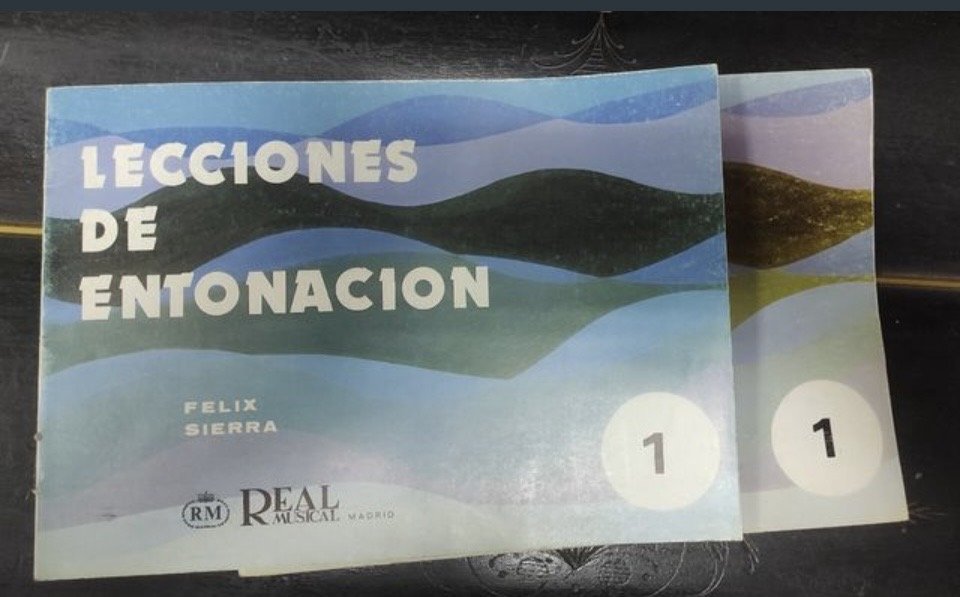 LECCIONES
DE
ENTONACION
FELIX
SIERRA
1
RM
REAL
MUSICAL MADRID
1